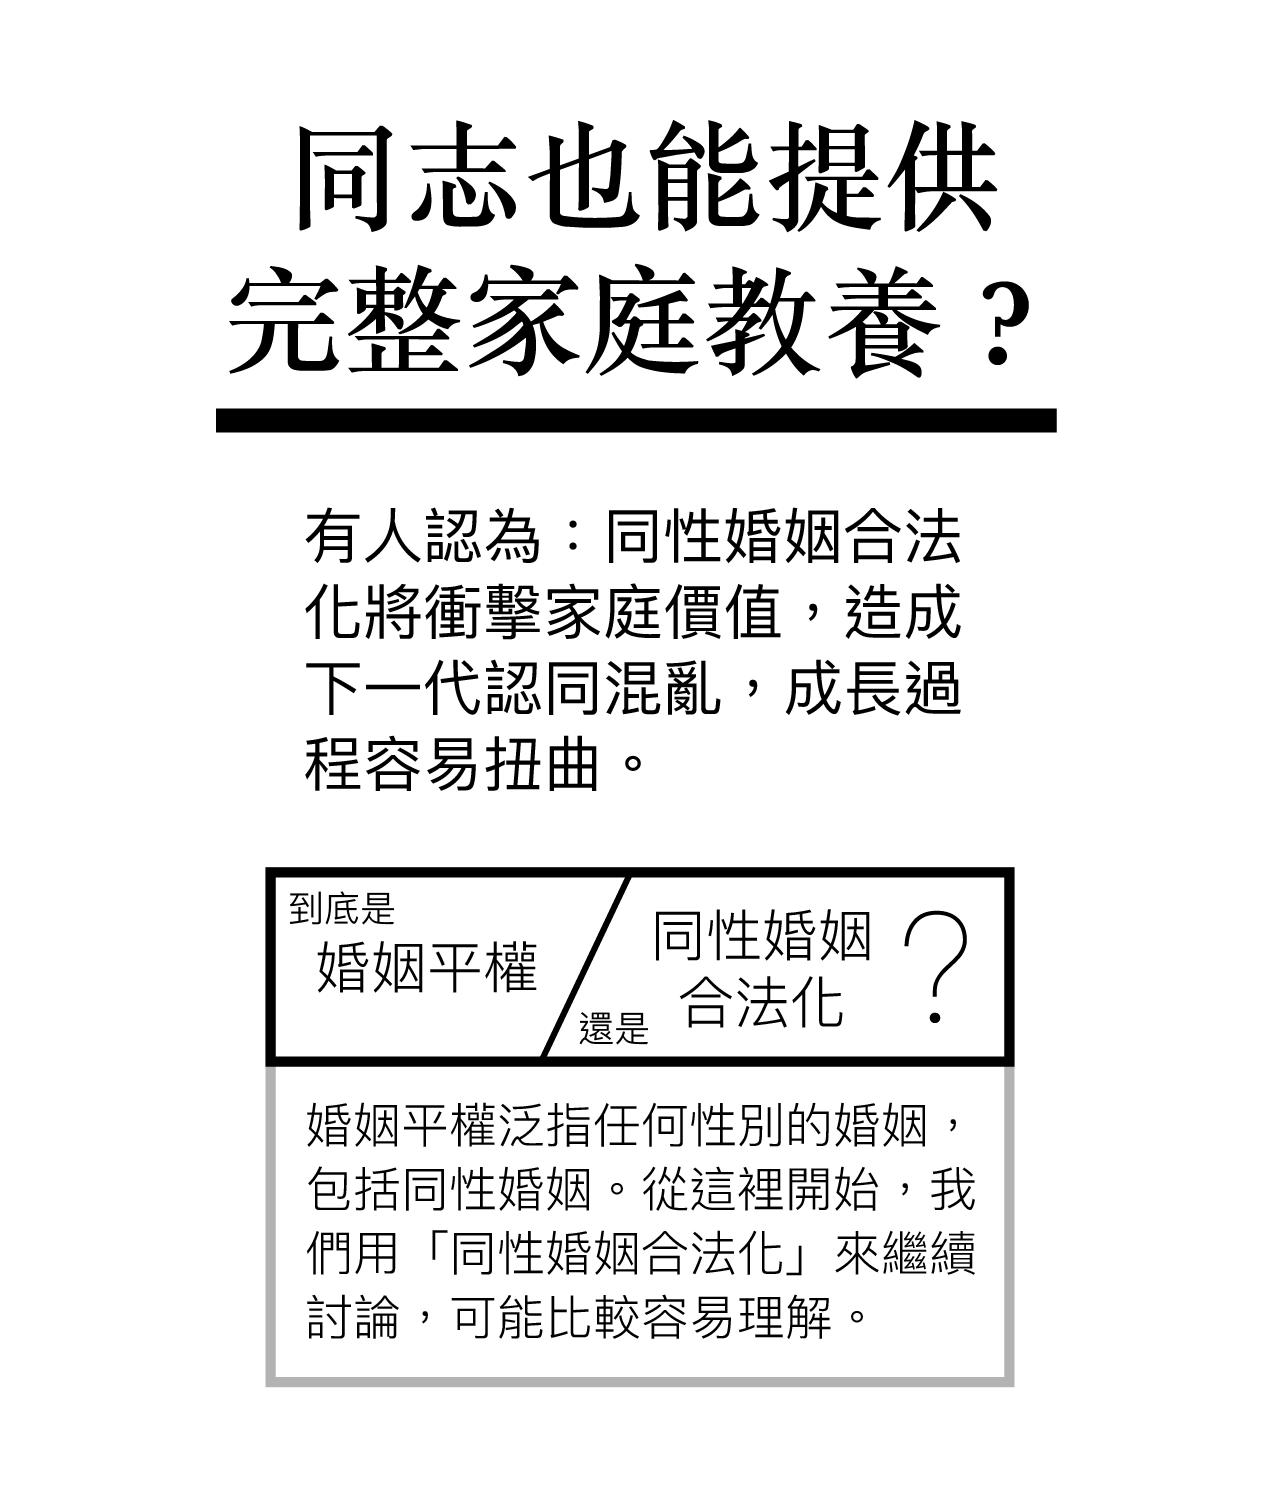 同志也能提供
完整家庭教養？
有人認為：同性婚姻合法
化將衝擊家庭價值，造成
下一代認同混亂，成長過
程容易扭曲。
到底是
婚姻平權
還是
同性婚姻
合法化
？
婚姻平權泛指任何性別的婚姻，
包括同性婚姻。從這裡開始，我
們用「同性婚姻合法化」來繼續
討論，可能比較容易理解。